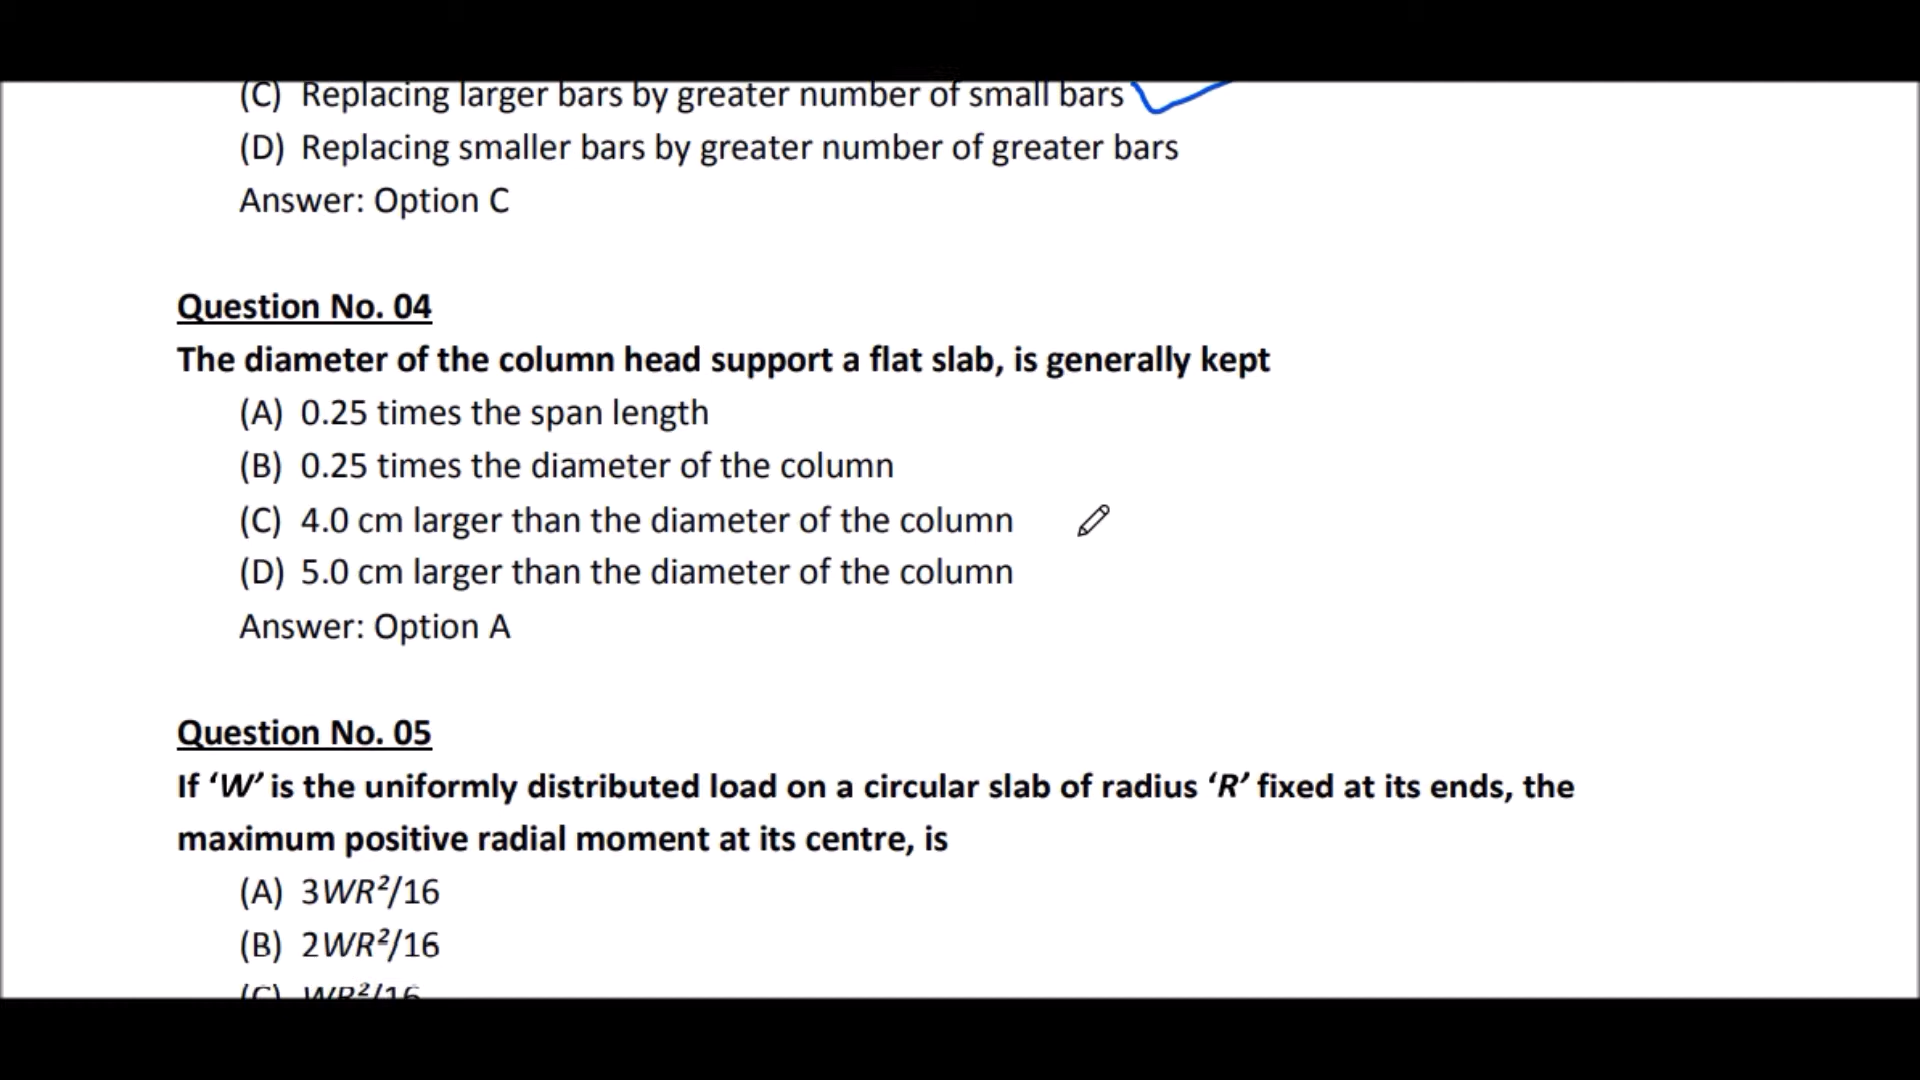 (C) Replacing larger bars by greater number of small bars
(D) Replacing smaller bars by greater number of greater bars
Answer: Option C
Question No. 04
The diameter of the column head support a flat slab, is generally kept
(A) 0.25 times the span length
(B) 0.25 times the diameter of the column
(C) 4.0 cm larger than the diameter of the column
(D) 5.0 cm larger than the diameter of the column
Answer: Option A
Question No. 05
If ‘W’ is the uniformly distributed load on a circular slab of radius ‘R’ fixed at its ends, the
maximum positive radial moment at its centre, is
(A) 3WR²/16
(B) 2WR²/16
(C) WR²/16